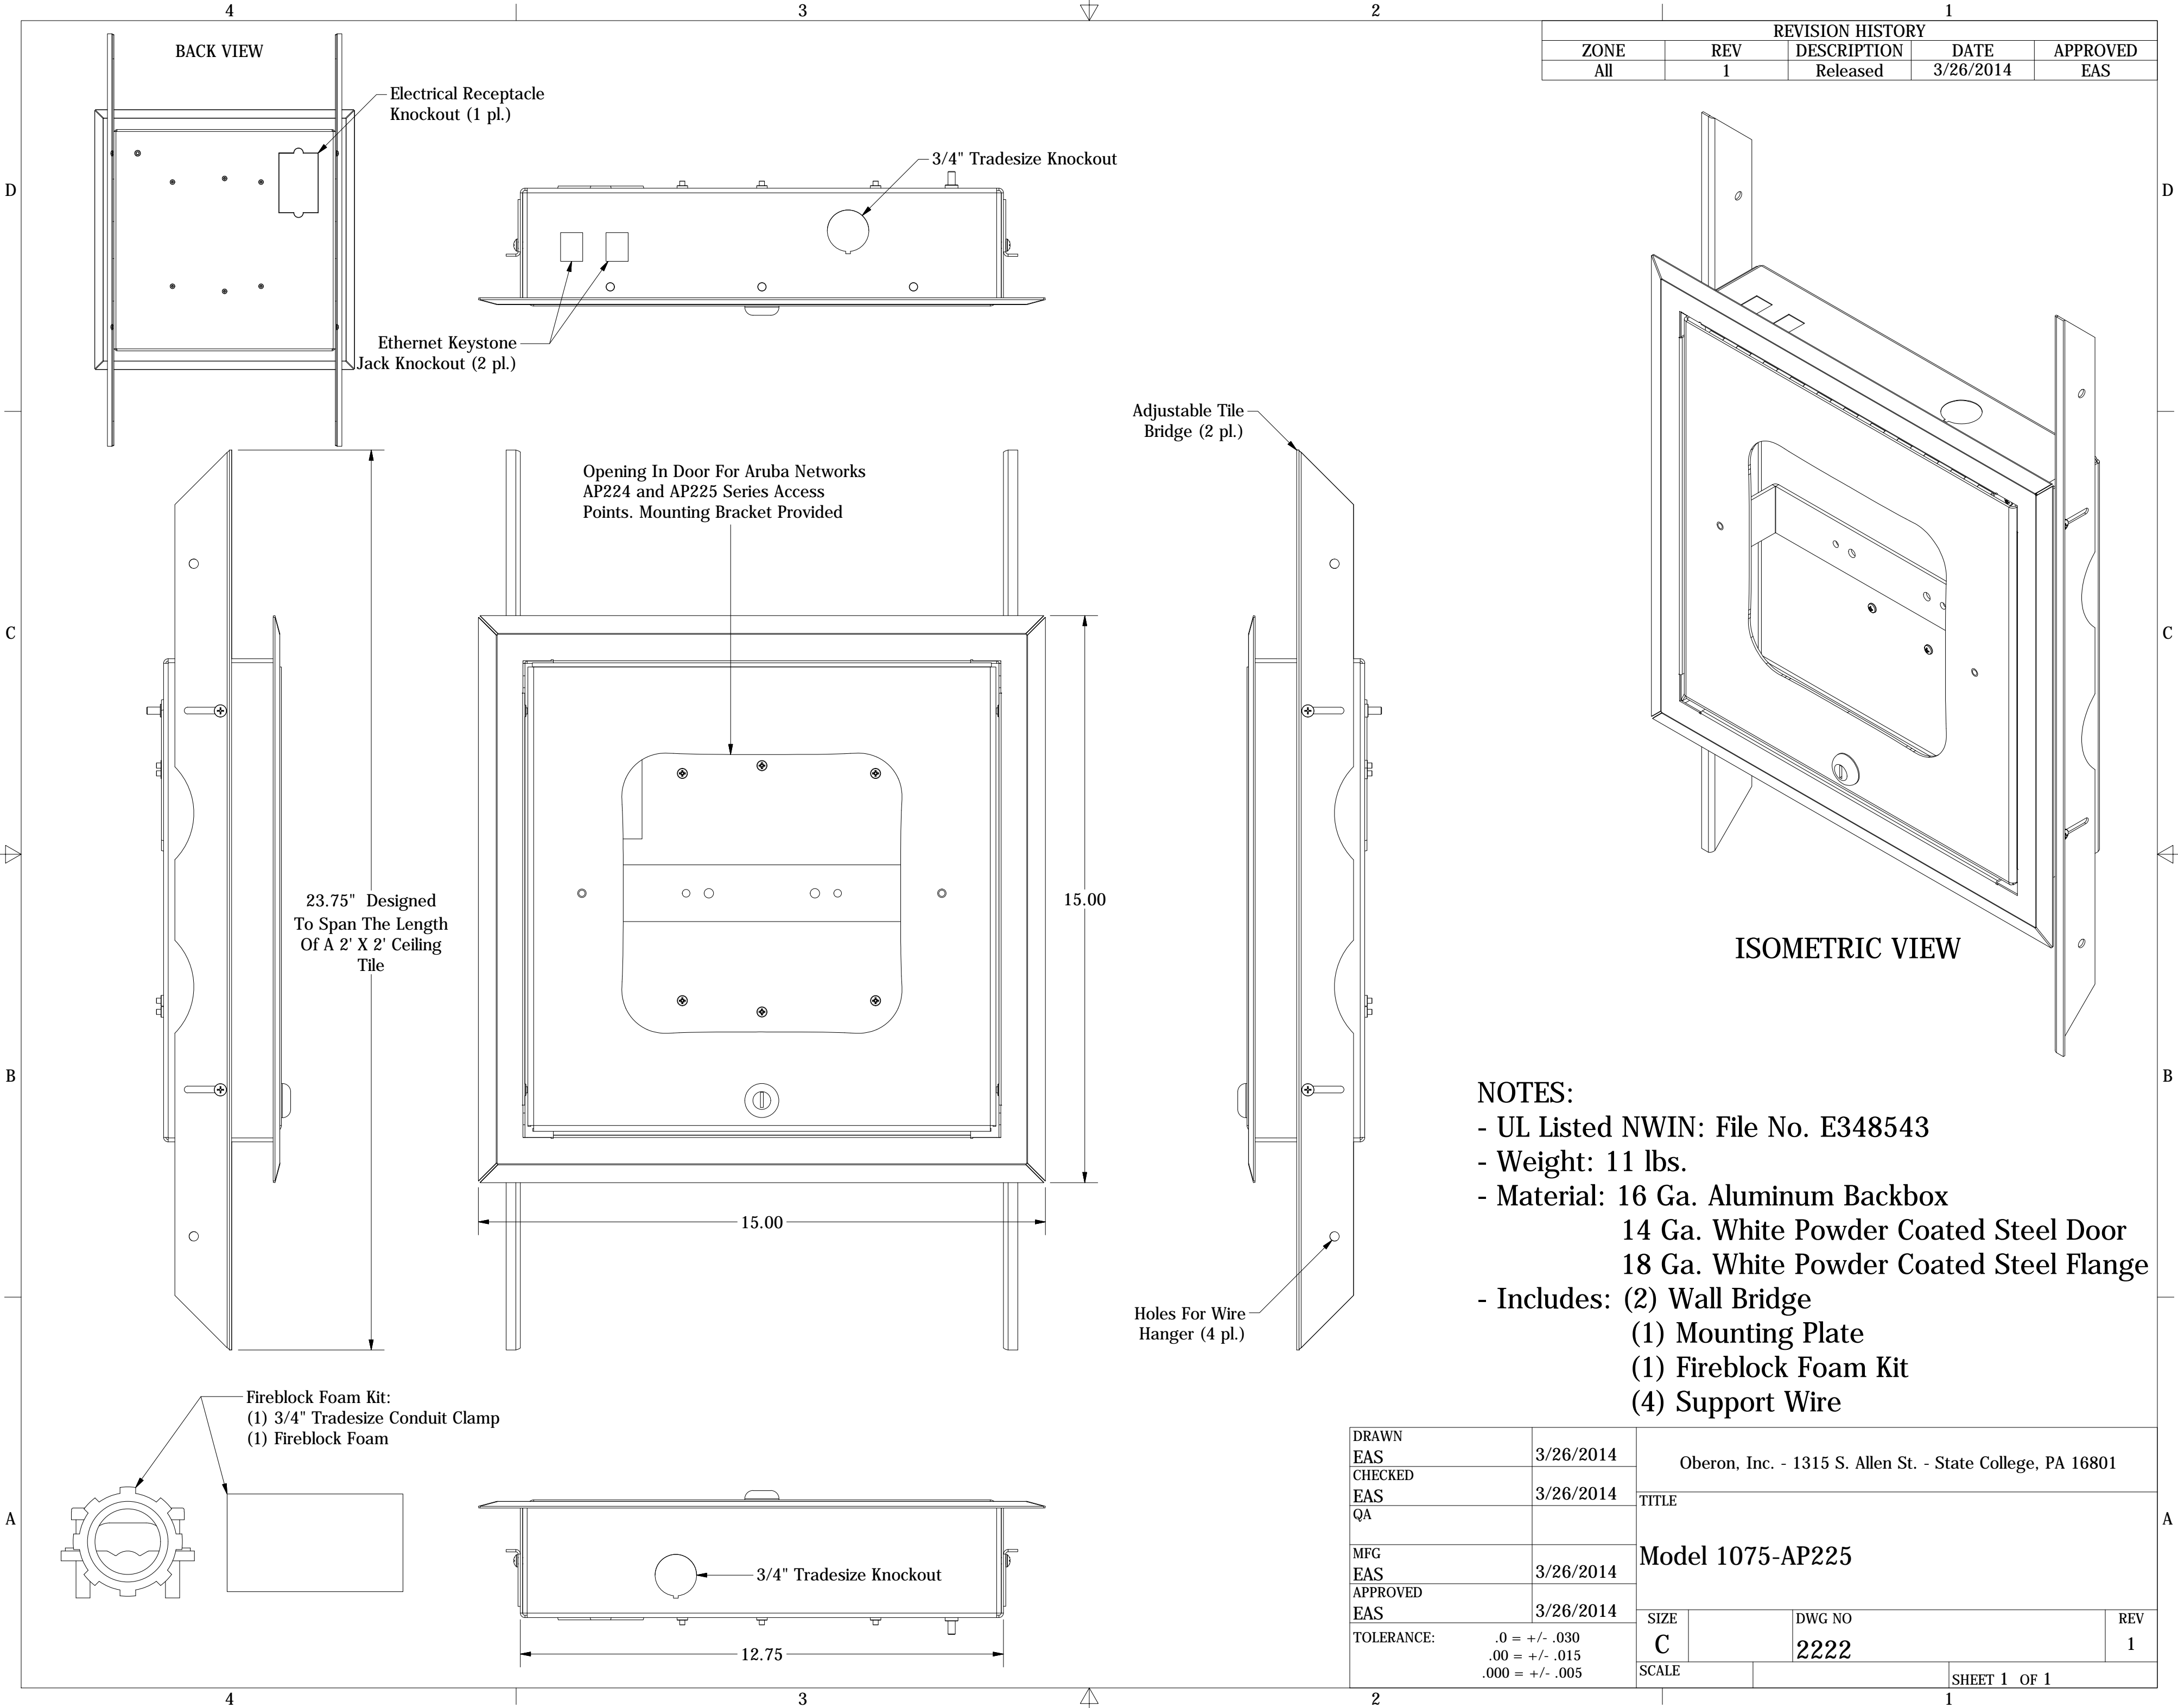 4
3
2
1
REVISION HISTORY
ZONE REV DESCRIPTION DATE APPROVED
All 1 Released 3/26/2014 EAS
BACK VIEW
Electrical Receptacle
Knockout (1 pl.)
3/4" Tradesize Knockout
D
D
Ethernet Keystone
Jack Knockout (2 pl.)
Adjustable Tile
Bridge (2 pl.)
Opening In Door For Aruba Networks
AP224 and AP225 Series Access
Points. Mounting Bracket Provided
C
C
23.75" Designed
To Span The Length
Of A 2' X 2' Ceiling
Tile
15.00
ISOMETRIC VIEW
B
B
15.00
Holes For Wire
Hanger (4 pl.)
NOTES:
- UL Listed NWIN: File No. E348543
- Weight: 11 lbs.
- Material: 16 Ga. Aluminum Backbox
14 Ga. White Powder Coated Steel Door
18 Ga. White Powder Coated Steel Flange
- Includes: (2) Wall Bridge
(1) Mounting Plate
(1) Fireblock Foam Kit
(4) Support Wire
Fireblock Foam Kit:
(1) 3/4" Tradesize Conduit Clamp
(1) Fireblock Foam
A
A
3/4" Tradesize Knockout
12.75
DRAWN
EAS 3/26/2014
CHECKED
EAS 3/26/2014
QA
MFG
EAS 3/26/2014
APPROVED
EAS 3/26/2014
TOLERANCE: .0 = +/- .030
.00 = +/- .015
.000 = +/- .005
Oberon, Inc. - 1315 S. Allen St. - State College, PA 16801
TITLE
Model 1075-AP225
SIZE
C
DWG NO
2222
REV
1
SCALE
SHEET 1 OF 1
4
3
2
1